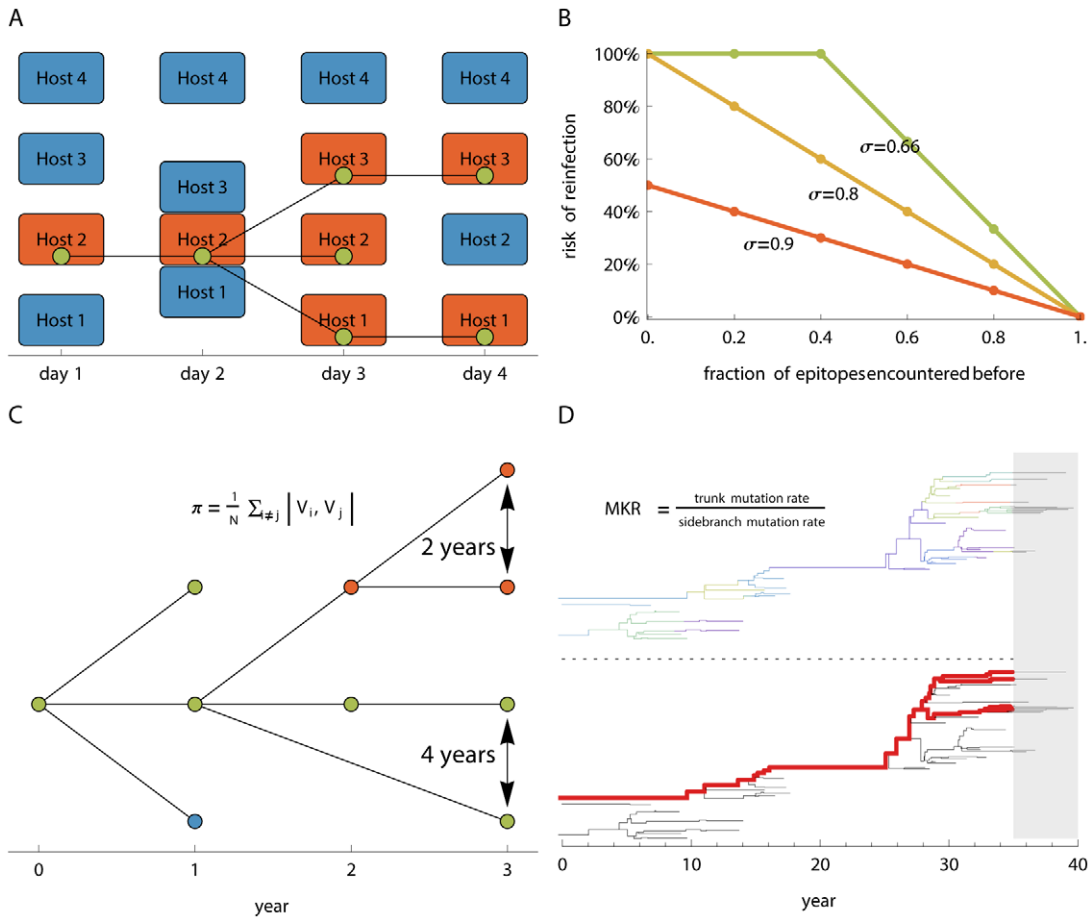 A
Host 4 Host 4 Host 4 Host 4
Host 3 Host 3 Host 3 Host 3
Host 2 Host 2 Host 2 Host 2
Host 1 Host 1 Host 1 Host 1
day 1 day 2 day 3 day 4
B
risk of reinfection
100%
80%
60%
40%
20%
0%
σ=0.66
σ=0.8
σ=0.9
0. 0.2 0.4 0.6 0.8 1.
fraction of epitopesencountered before
C
π = 1/N ∑i≠j |Vi, Vj|
2 years
4 years
0 1 2 3
year
D
MKR = trunk mutation rate
sidebranch mutation rate
0 10 20 30 40
year